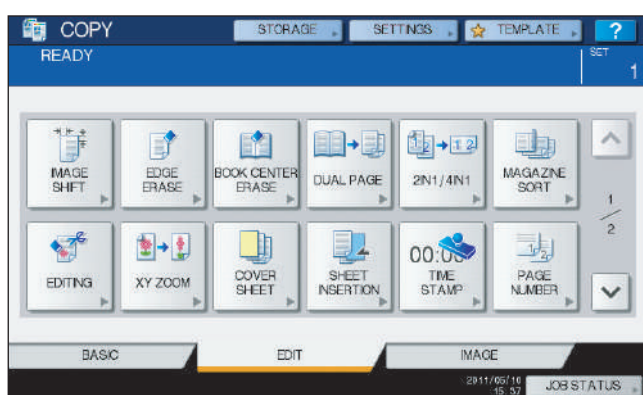 COPY
STORAGE
SETTINGS
TEMPLATE
?
READY
SET
1
IMAGE SHIFT
EDGE ERASE
BOOK CENTER ERASE
DUAL PAGE
2IN1/4IN1
MAGAZINE SORT
1
2
EDITING
XY ZOOM
COVER SHEET
SHEET INSERTION
00:00
TIME STAMP
PAGE NUMBER
BASIC
EDIT
IMAGE
2011/05/10
15:37
JOB STATUS